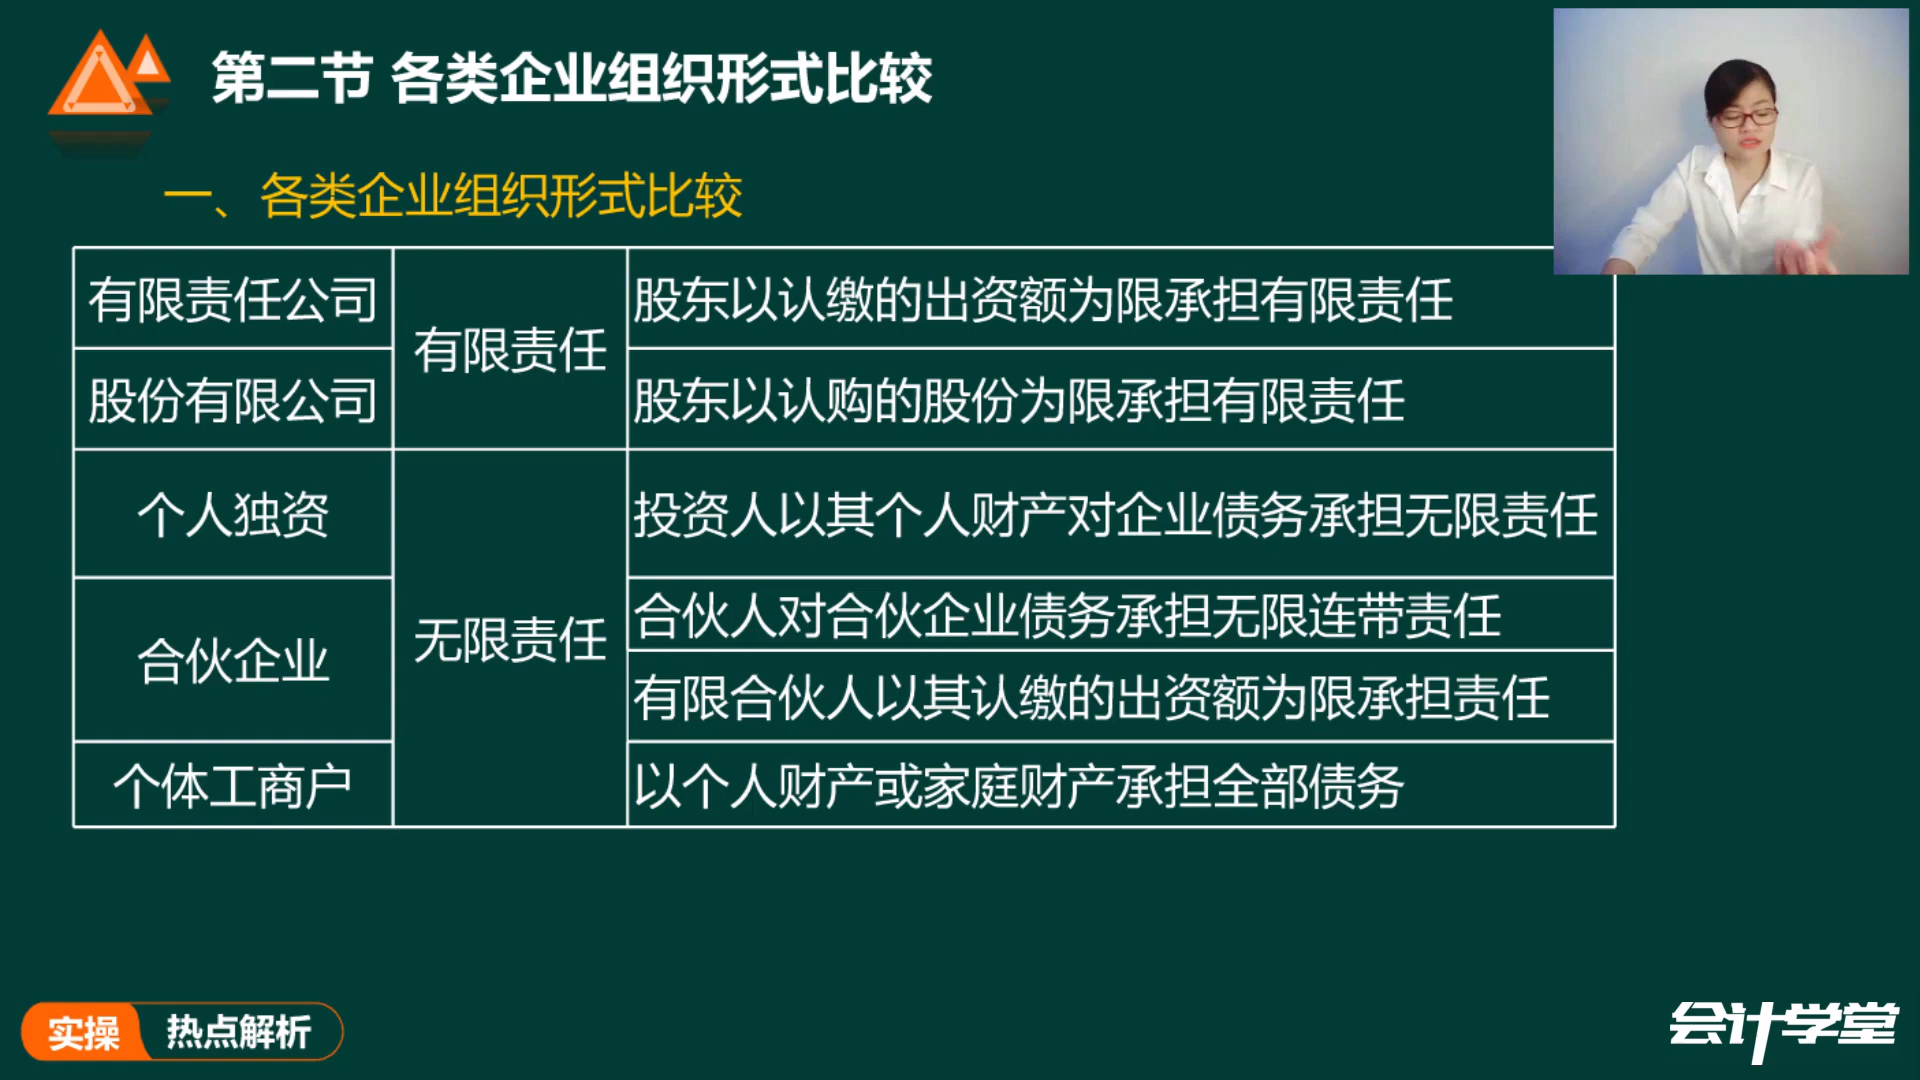 第二节 各类企业组织形式比较
一、各类企业组织形式比较
有限责任公司
有限责任
股东以认缴的出资额为限承担有限责任
股份有限公司
股东以认购的股份为限承担有限责任
个人独资
无限责任
投资人以其个人财产对企业债务承担无限责任
合伙企业
合伙人对合伙企业债务承担无限连带责任
有限合伙人以其认缴的出资额为限承担责任
个体工商户
以个人财产或家庭财产承担全部债务
实操 热点解析
会计学堂